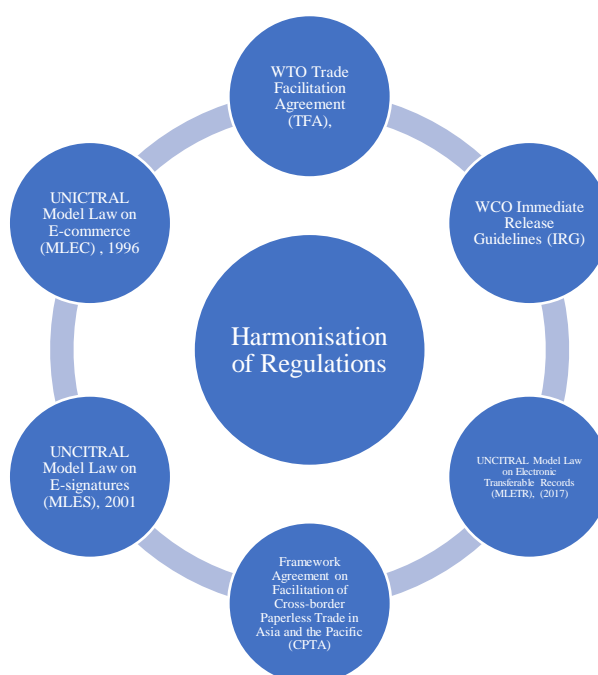 WTO Trade
Facilitation
Agreement
(TFA),
WCO Immediate
Release
Guidelines (IRG)
UNCITRAL Model Law
on Electronic
Transferable Records
(MLETR), (2017)
Framework
Agreement on
Facilitation of
Cross-border
Paperless Trade in
Asia and the Pacific
(CPTA)
UNCITRAL
Model Law on
E-signatures
(MLES), 2001
UNICTRAL
Model Law on
E-commerce
(MLEC) , 1996
Harmonisation
of Regulations